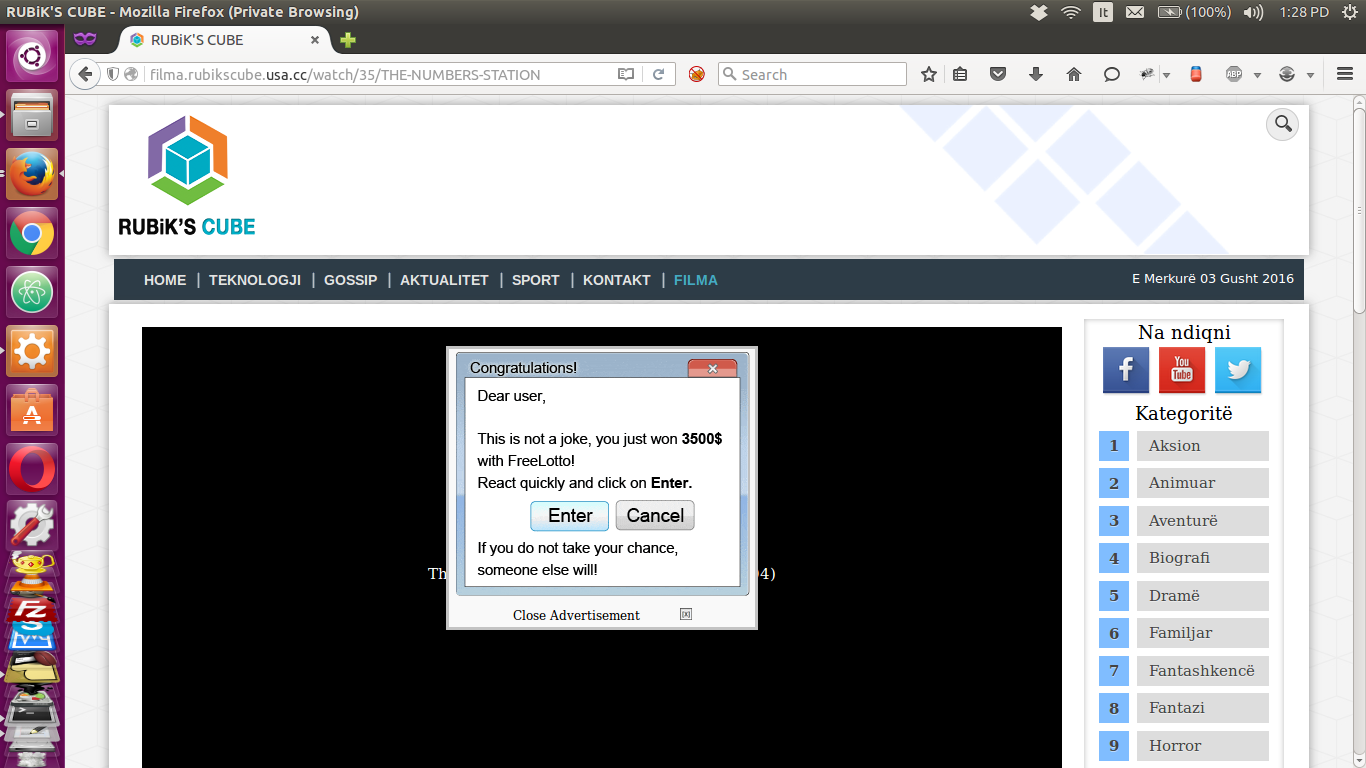 RUBiK'S CUBE - Mozilla Firefox (Private Browsing)
It
(100%)
1:28 PD
RUBiK'S CUBE
filma.rubikscube.usa.cc/watch/35/THE-NUMBERS-STATION
Search
ABP
RUBiK'S CUBE
HOME | TEKNOLOGJI | GOSSIP | AKTUALITET | SPORT | KONTAKT | FILMA
E Merkurë 03 Gusht 2016
Congratulations!
Dear user,
This is not a joke, you just won 3500$
with FreeLotto!
React quickly and click on Enter.
Enter
Cancel
If you do not take your chance,
someone else will!
Th
4)
Close Advertisement
[X]
Na ndiqni
f
You
Tube
Kategoritë
1 Aksion
2 Animuar
3 Aventurë
4 Biografi
5 Dramë
6 Familjar
7 Fantashkencë
8 Fantazi
9 Horror
A
Fz
S